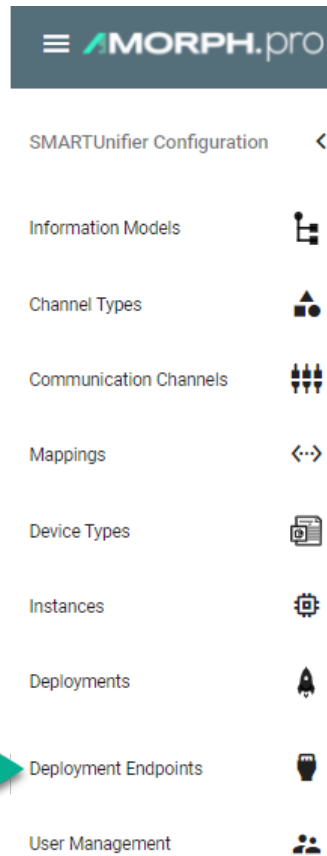 AMORPH.pro
SMARTUnifier Configuration
Information Models
Channel Types
Communication Channels
Mappings
Device Types
Instances
Deployments
Deployment Endpoints
User Management